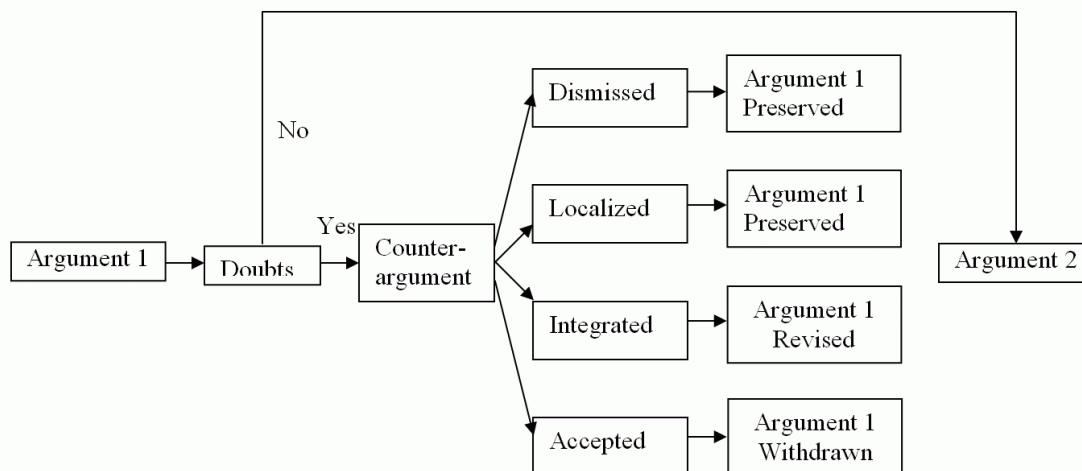 Argument 1
Doubts
No
Yes
Counter-
argument
Dismissed
Argument 1
Preserved
Localized
Argument 1
Preserved
Integrated
Argument 1
Revised
Accepted
Argument 1
Withdrawn
Argument 2